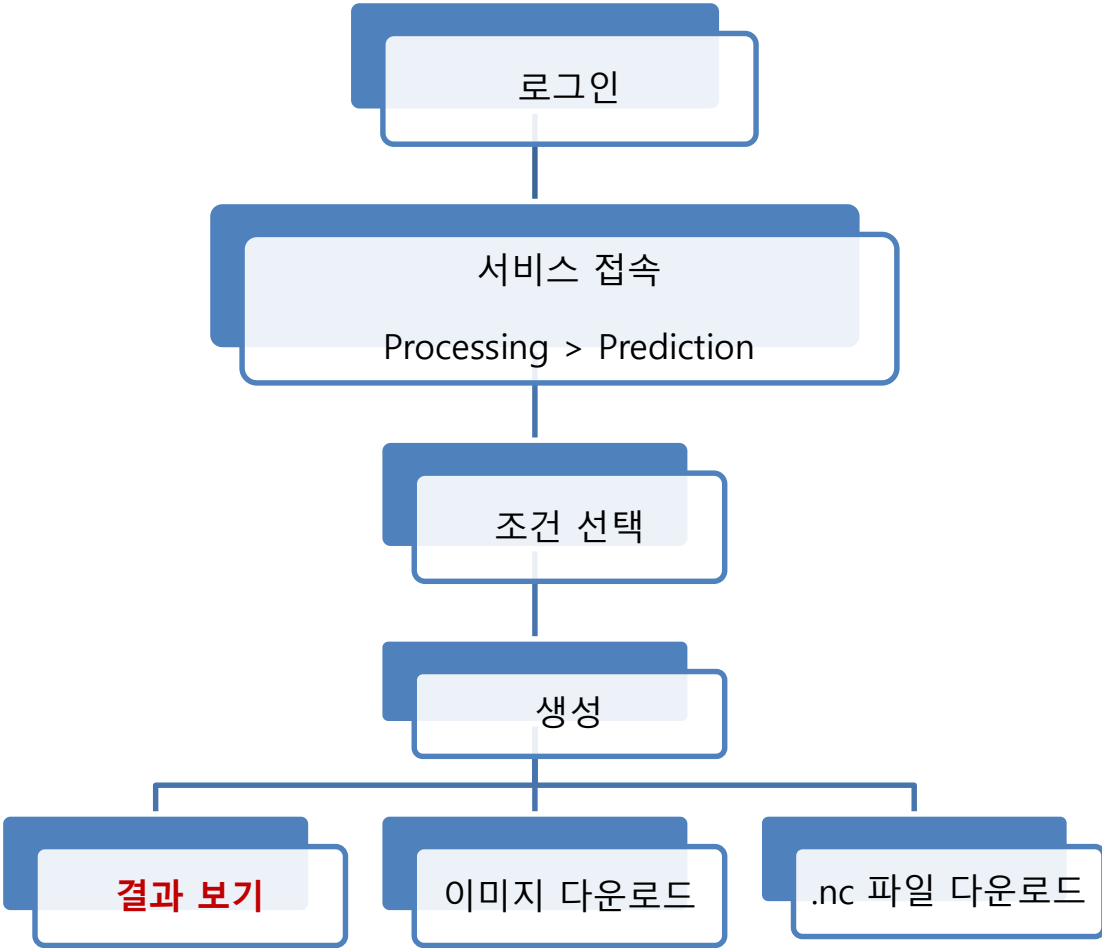 로그인
서비스 접속
Processing > Prediction
조건 선택
생성
결과 보기
이미지 다운로드
.nc 파일 다운로드